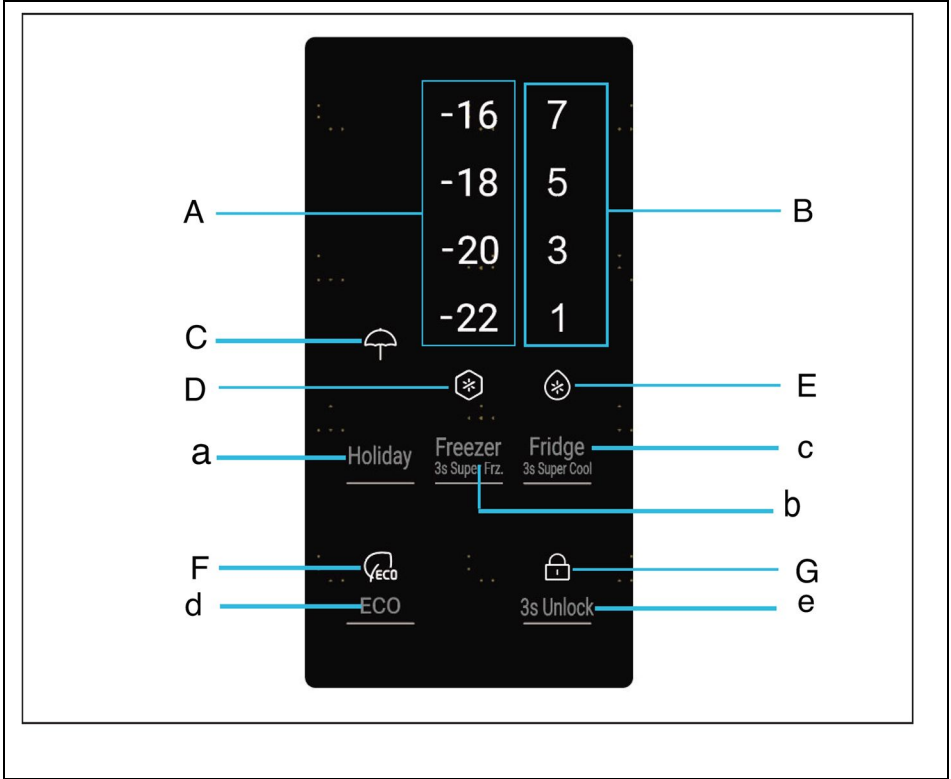 -16 7
-18 5
A B
-20 3
-22 1
C
D E
a Holiday Freezer Fridge c
3s Super Frz. 3s Super Cool
b
F ECO G
d ECO 3s Unlock e